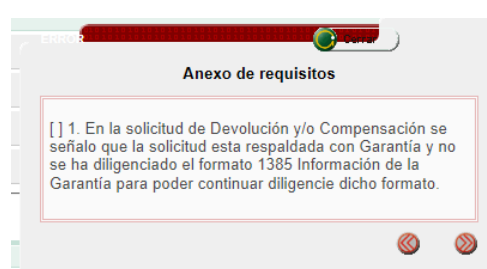 ERROR
Cerrar
Anexo de requisitos
[ ] 1. En la solicitud de Devolución y/o Compensación se
señalo que la solicitud esta respaldada con Garantía y no
se ha diligenciado el formato 1385 Información de la
Garantía para poder continuar diligencie dicho formato.